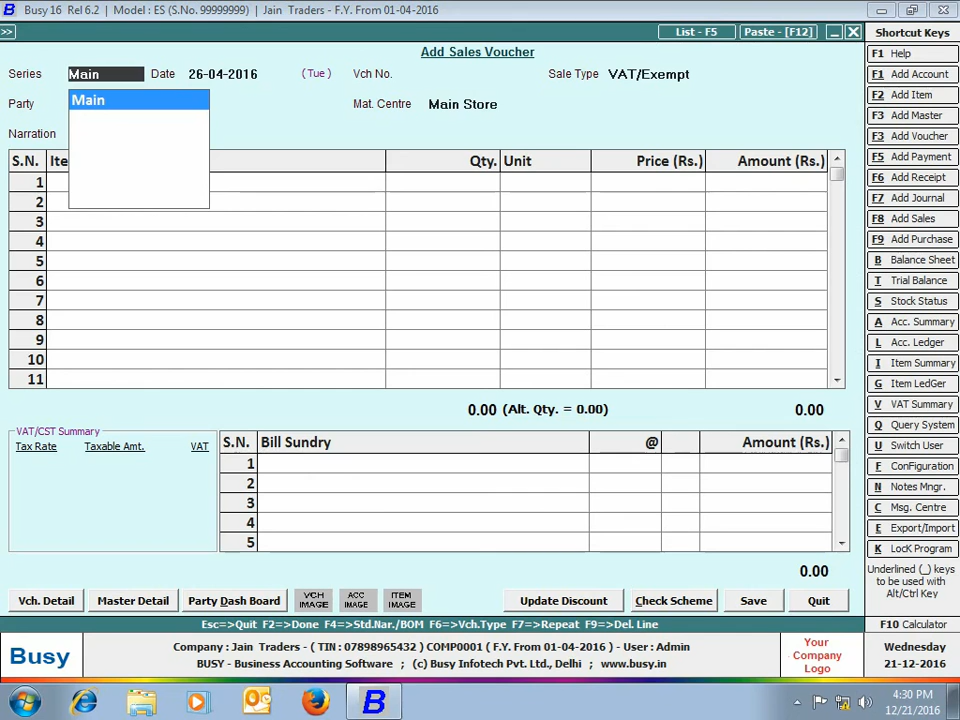 Busy 16 Rel 6.2 | Model : ES (S.No. 99999999) | Jain Traders - F.Y. From 01-04-2016
>> List - F5 Paste - [F12] Shortcut Keys
Add Sales Voucher
Series Main Date 26-04-2016 (Tue) Vch No. Sale Type VAT/Exempt
Party Main Mat. Centre Main Store
Narration
S.N. Ite Qty. Unit Price (Rs.) Amount (Rs.)
1
2
3
4
5
6
7
8
9
10
11
0.00 (Alt. Qty. = 0.00) 0.00
VAT/CST Summary
Tax Rate Taxable Amt. VAT
S.N. Bill Sundry @ Amount (Rs.)
1
2
3
4
5
0.00
Vch. Detail Master Detail Party Dash Board VCH IMAGE ACC IMAGE ITEM IMAGE Update Discount Check Scheme Save Quit
Esc=>Quit F2=>Done F4=>Std.Nar./BOM F6=>Vch.Type F7=>Repeat F9=>Del. Line
Busy
Company : Jain Traders - ( TIN : 07898965432 ) COMP0001 ( F.Y. From 01-04-2016 ) - User : Admin
BUSY - Business Accounting Software ; (c) Busy Infotech Pvt. Ltd., Delhi ; www.busy.in
Your
Company
Logo
F1 Help
F1 Add Account
F2 Add Item
F3 Add Master
F3 Add Voucher
F5 Add Payment
F6 Add Receipt
F7 Add Journal
F8 Add Sales
F9 Add Purchase
B Balance Sheet
T Trial Balance
S Stock Status
A Acc. Summary
L Acc. Ledger
I Item Summary
G Item LedGer
V VAT Summary
Q Query System
U Switch User
F ConFiguration
N Notes Mngr.
C Msg. Centre
E Export/Import
K LocK Program
Underlined (_) keys
to be used with
Alt/Ctrl Key
F10 Calculator
Wednesday
21-12-2016
4:30 PM
12/21/2016